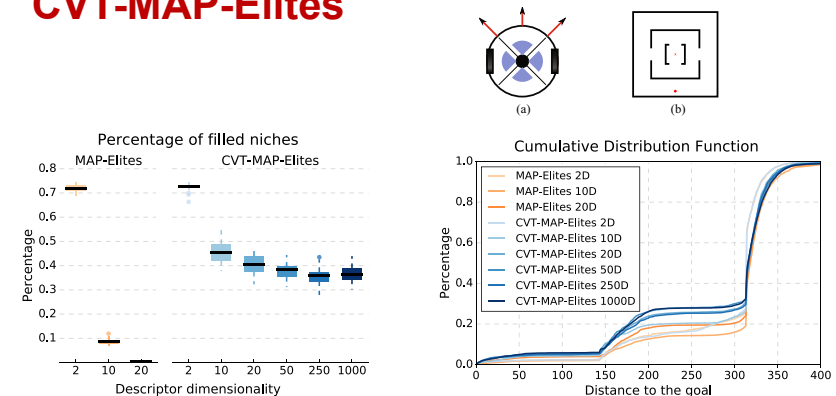 CVT-MAP-Elites
(a)
(b)
Percentage of filled niches
MAP-Elites
CVT-MAP-Elites
Percentage
0.8
0.7
0.6
0.5
0.4
0.3
0.2
0.1
2 10 20
2 10 20 50 250 1000
Descriptor dimensionality
Cumulative Distribution Function
Percentage
1.0
0.8
0.6
0.4
0.2
0.0
MAP-Elites 2D
MAP-Elites 10D
MAP-Elites 20D
CVT-MAP-Elites 2D
CVT-MAP-Elites 10D
CVT-MAP-Elites 20D
CVT-MAP-Elites 50D
CVT-MAP-Elites 250D
CVT-MAP-Elites 1000D
0 50 100 150 200 250 300 350 400
Distance to the goal